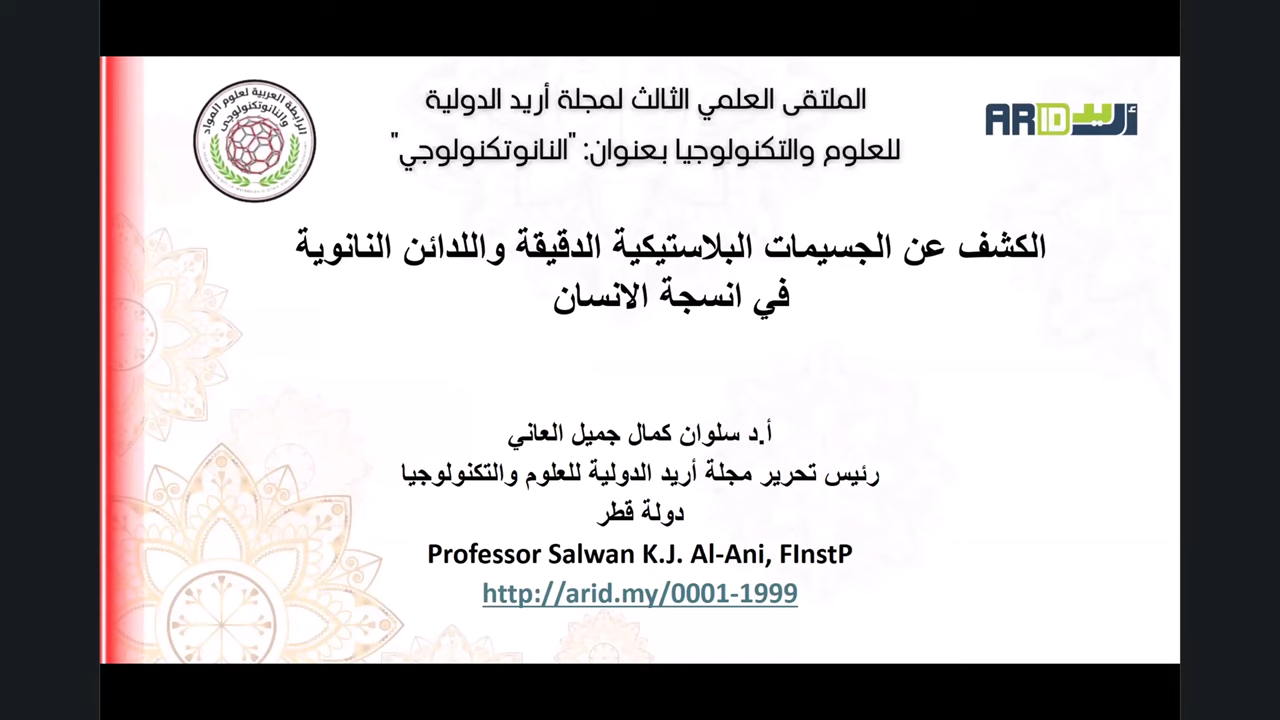 الملتقى العلمي الثالث لمجلة أريد الدولية
للعلوم والتكنولوجيا بعنوان: "النانوتكنولوجي"
الرابطة العربية لعلوم المواد
والنانوتكنولوجي
ARID أريد
الكشف عن الجسيمات البلاستيكية الدقيقة واللدائن النانوية
في انسجة الانسان
أ.د سلوان كمال جميل العاني
رئيس تحرير مجلة أريد الدولية للعلوم والتكنولوجيا
دولة قطر
Professor Salwan K.J. Al-Ani, FInstP
http://arid.my/0001-1999